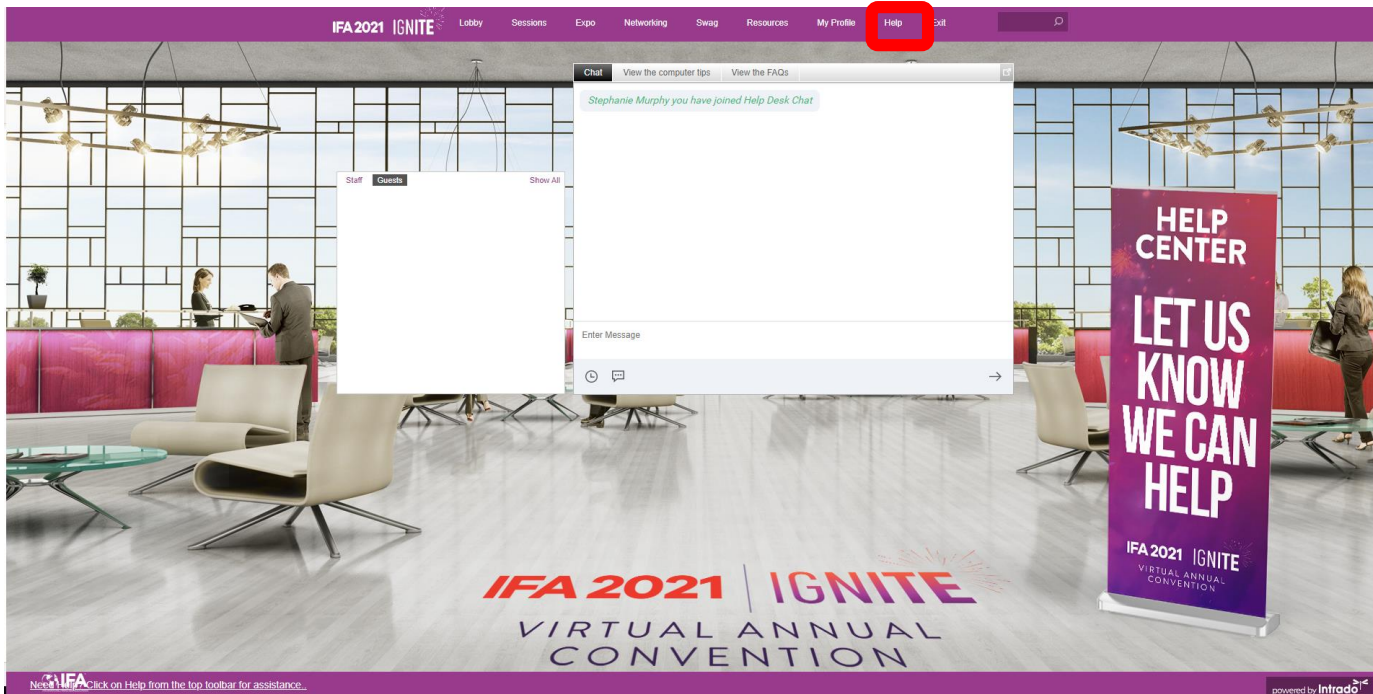 IFA 2021 IGNITE Lobby Sessions Expo Networking Swag Resources My Profile Help Exit
Chat View the computer tips View the FAQs
Stephanie Murphy you have joined Help Desk Chat
Staff Guests Show All
Enter Message
HELP
CENTER
LET US
KNOW
WE CAN
HELP
IFA 2021 IGNITE
VIRTUAL ANNUAL
CONVENTION
IFA 2021 IGNITE
VIRTUAL ANNUAL
CONVENTION
Need Help? Click on Help from the top toolbar for assistance..
IFA
powered by Intrado